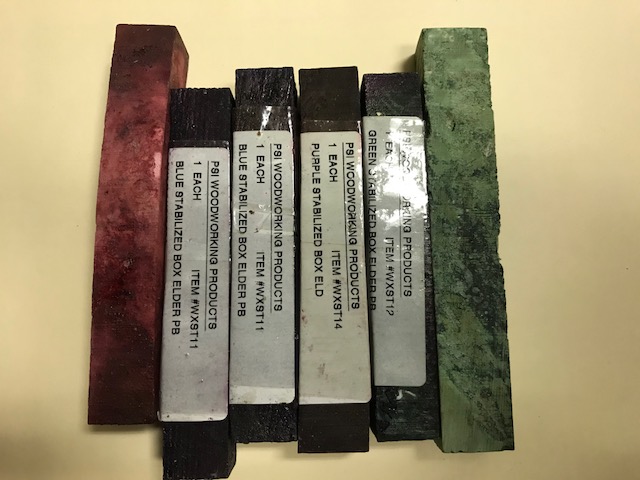 PSI WOODWORKING PRODUCTS
1 EACH ITEM #WXST11
BLUE STABILIZED BOX ELDER PB
PSI WOODWORKING PRODUCTS
1 EACH ITEM #WXST11
BLUE STABILIZED BOX ELDER PB
PSI WOODWORKING PRODUCTS
1 EACH ITEM #WXST14
PURPLE STABILIZED BOX ELD
PSI WOODWORKING PRODUCTS
1 EACH ITEM #WXST12
GREEN STABILIZED BOX ELDER PB